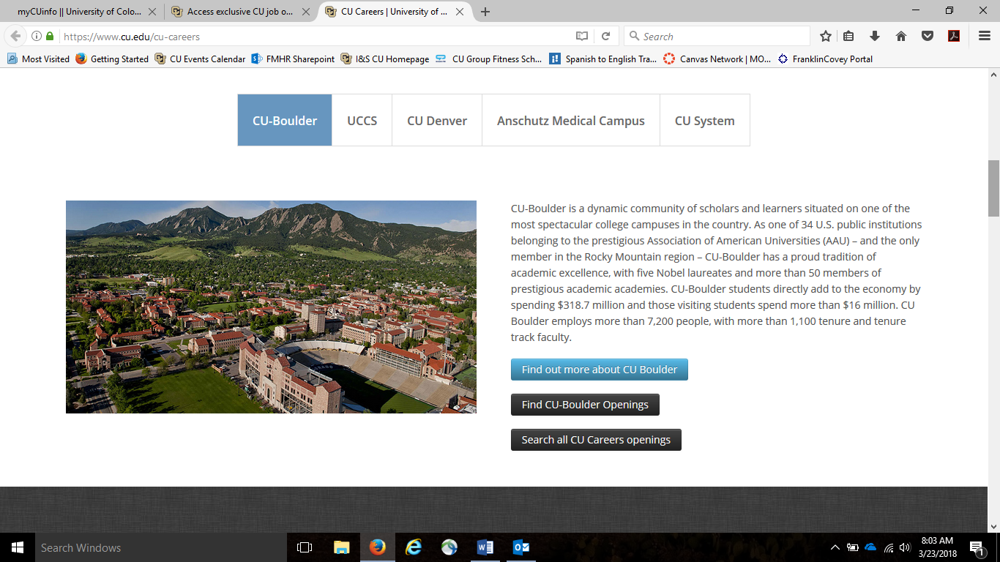 myCUinfo || University of Colo...
Access exclusive CU job o...
CU Careers | University of ...
https://www.cu.edu/cu-careers
Search
Most Visited
Getting Started
CU Events Calendar
FMHR Sharepoint
I&S CU Homepage
CU Group Fitness Sch...
Spanish to English Tra...
Canvas Network | MO...
FranklinCovey Portal
CU-Boulder
UCCS
CU Denver
Anschutz Medical Campus
CU System
CU-Boulder is a dynamic community of scholars and learners situated on one of the
most spectacular college campuses in the country. As one of 34 U.S. public institutions
belonging to the prestigious Association of American Universities (AAU) – and the only
member in the Rocky Mountain region – CU-Boulder has a proud tradition of
academic excellence, with five Nobel laureates and more than 50 members of
prestigious academic academies. CU-Boulder students directly add to the economy by
spending $318.7 million and those visiting students spend more than $16 million. CU
Boulder employs more than 7,200 people, with more than 1,100 tenure and tenure
track faculty.
Find out more about CU Boulder
Find CU-Boulder Openings
Search all CU Careers openings
Search Windows
8:03 AM
3/23/2018
1